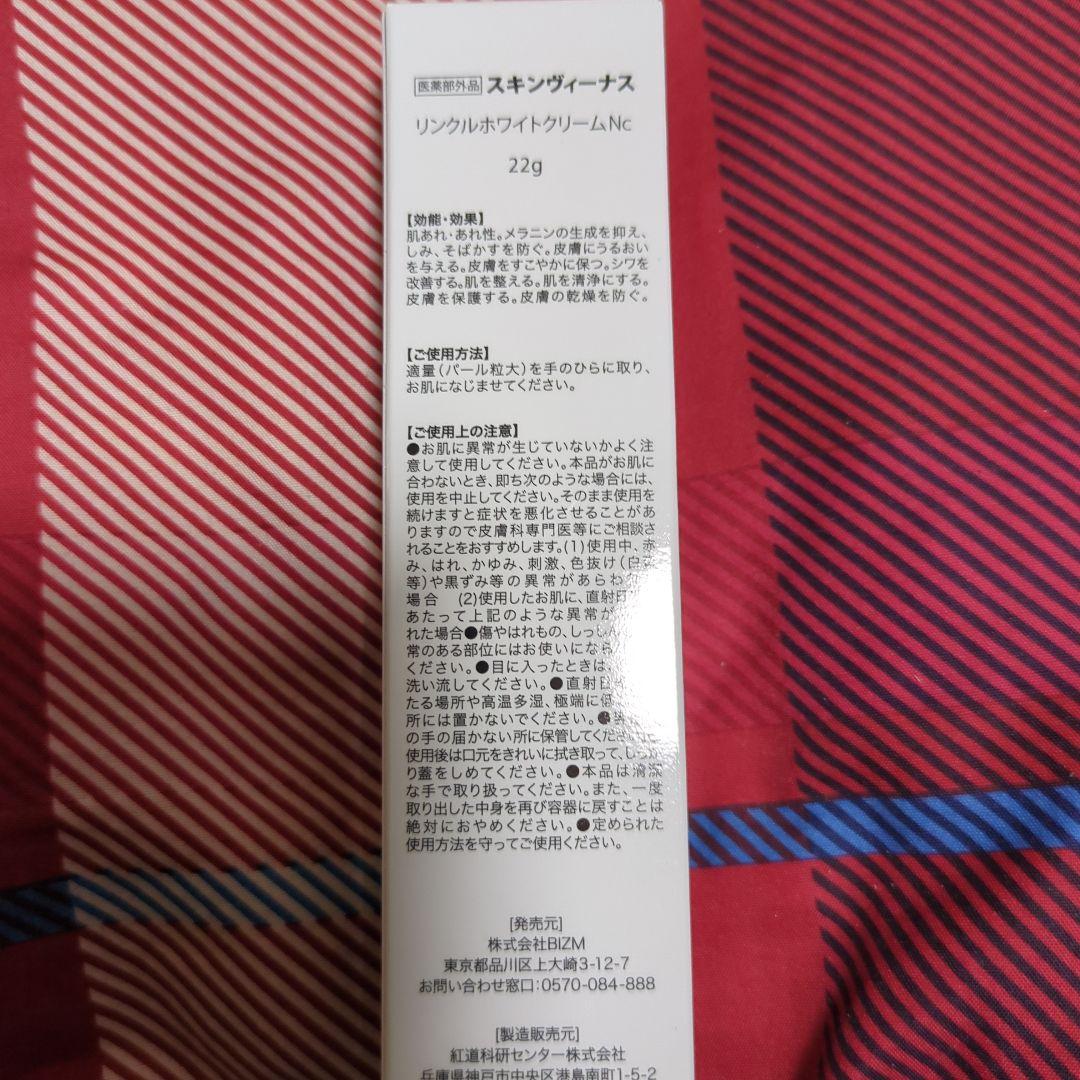 医薬部外品 スキンヴィーナス
リンクルホワイトクリームNc
22g
【効能・効果】
肌あれ・あれ性。メラニンの生成を抑え、
しみ、そばかすを防ぐ。皮膚にうるおい
を与える。皮膚をすこやかに保つ。シワを
改善する。肌を整える。肌を清浄にする。
皮膚を保護する。皮膚の乾燥を防ぐ。
【ご使用方法】
適量（パール粒大）を手のひらに取り、
お肌になじませてください。
【ご使用上の注意】
●お肌に異常が生じていないかよく注
意して使用してください。本品がお肌に
合わないとき、即ち次のような場合には、
使用を中止してください。そのまま使用を
続けますと症状を悪化させることがあ
りますので皮膚科専門医等にご相談さ
れることをおすすめします。(1)使用中、赤
み、はれ、かゆみ、刺激、色抜け（白
等）や黒ずみ等の異常があらわ
場合 (2)使用したお肌に、直射日
あたって上記のような異常が
れた場合●傷やはれもの、しっし
常のある部位にはお使いになら
ください。●目に入ったときは、
洗い流してください。●直射日
たる場所や高温多湿、極端に低
所には置かないでください。●
の手の届かない所に保管してくださ
使用後は口元をきれいに拭き取って、しっか
り蓋をしめてください。●本品は清潔
な手で取り扱ってください。また、一度
取り出した中身を再び容器に戻すことは
絶対におやめください。●定められた
使用方法を守ってご使用ください。
[発売元]
株式会社BIZM
東京都品川区上大崎3-12-7
お問い合わせ窓口:0570-084-888
[製造販売元]
紅道科研センター株式会社
兵庫県神戸市中央区港島南町1-5-2